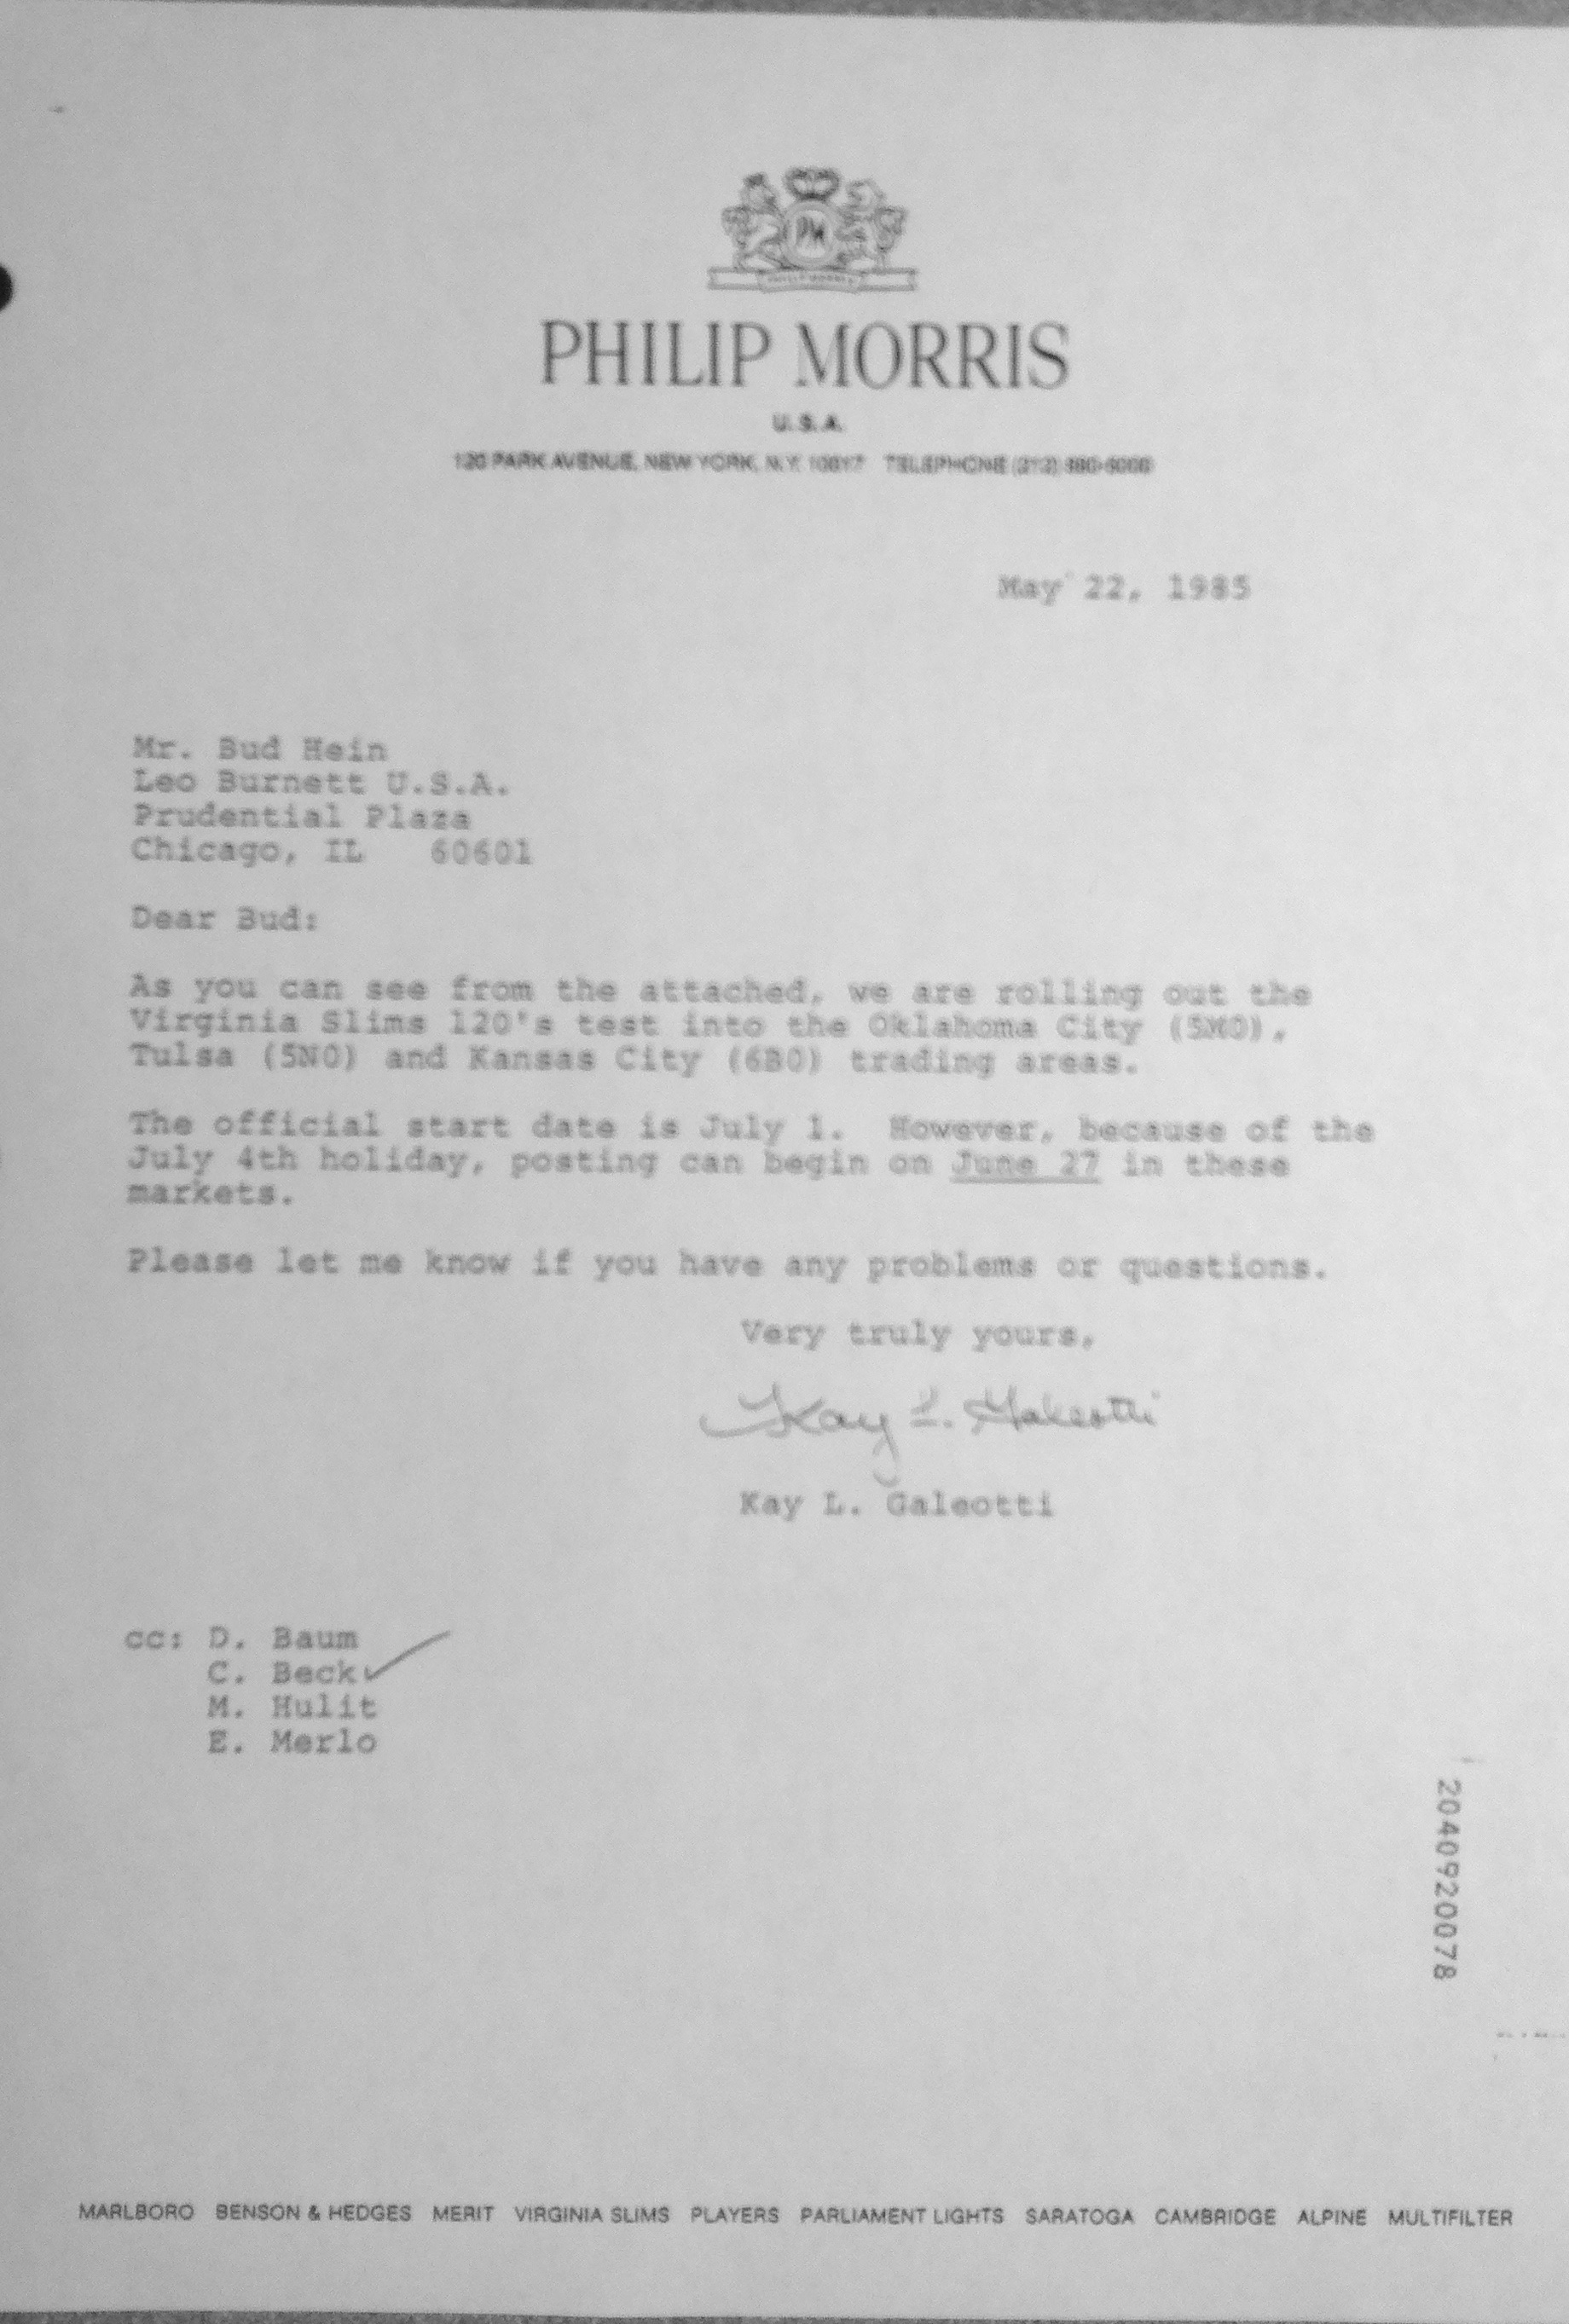 PM
PHILIP MORRIS
U.S.A.
120 PARK AVENUE, NEW YORK, N.Y. 10017 TELEPHONE (212) 880-5000
May 22, 1985
Mr. Bud Hein
Leo Burnett U.S.A.
Prudential Plaza
Chicago, IL 60601
Dear Bud:
As you can see from the attached, we are rolling out the
Virginia Slims 120's test into the Oklahoma City (5M0),
Tulsa (5N0) and Kansas City (6B0) trading areas.
The official start date is July 1. However, because of the
July 4th holiday, posting can begin on June 27 in these
markets.
Please let me know if you have any problems or questions.
Very truly yours,
Kay L. Galeotti
Kay L. Galeotti
cc: D. Baum
C. Beck ✓
M. Hulit
E. Merlo
2040920078
MARLBORO BENSON & HEDGES MERIT VIRGINIA SLIMS PLAYERS PARLIAMENT LIGHTS SARATOGA CAMBRIDGE ALPINE MULTIFILTER